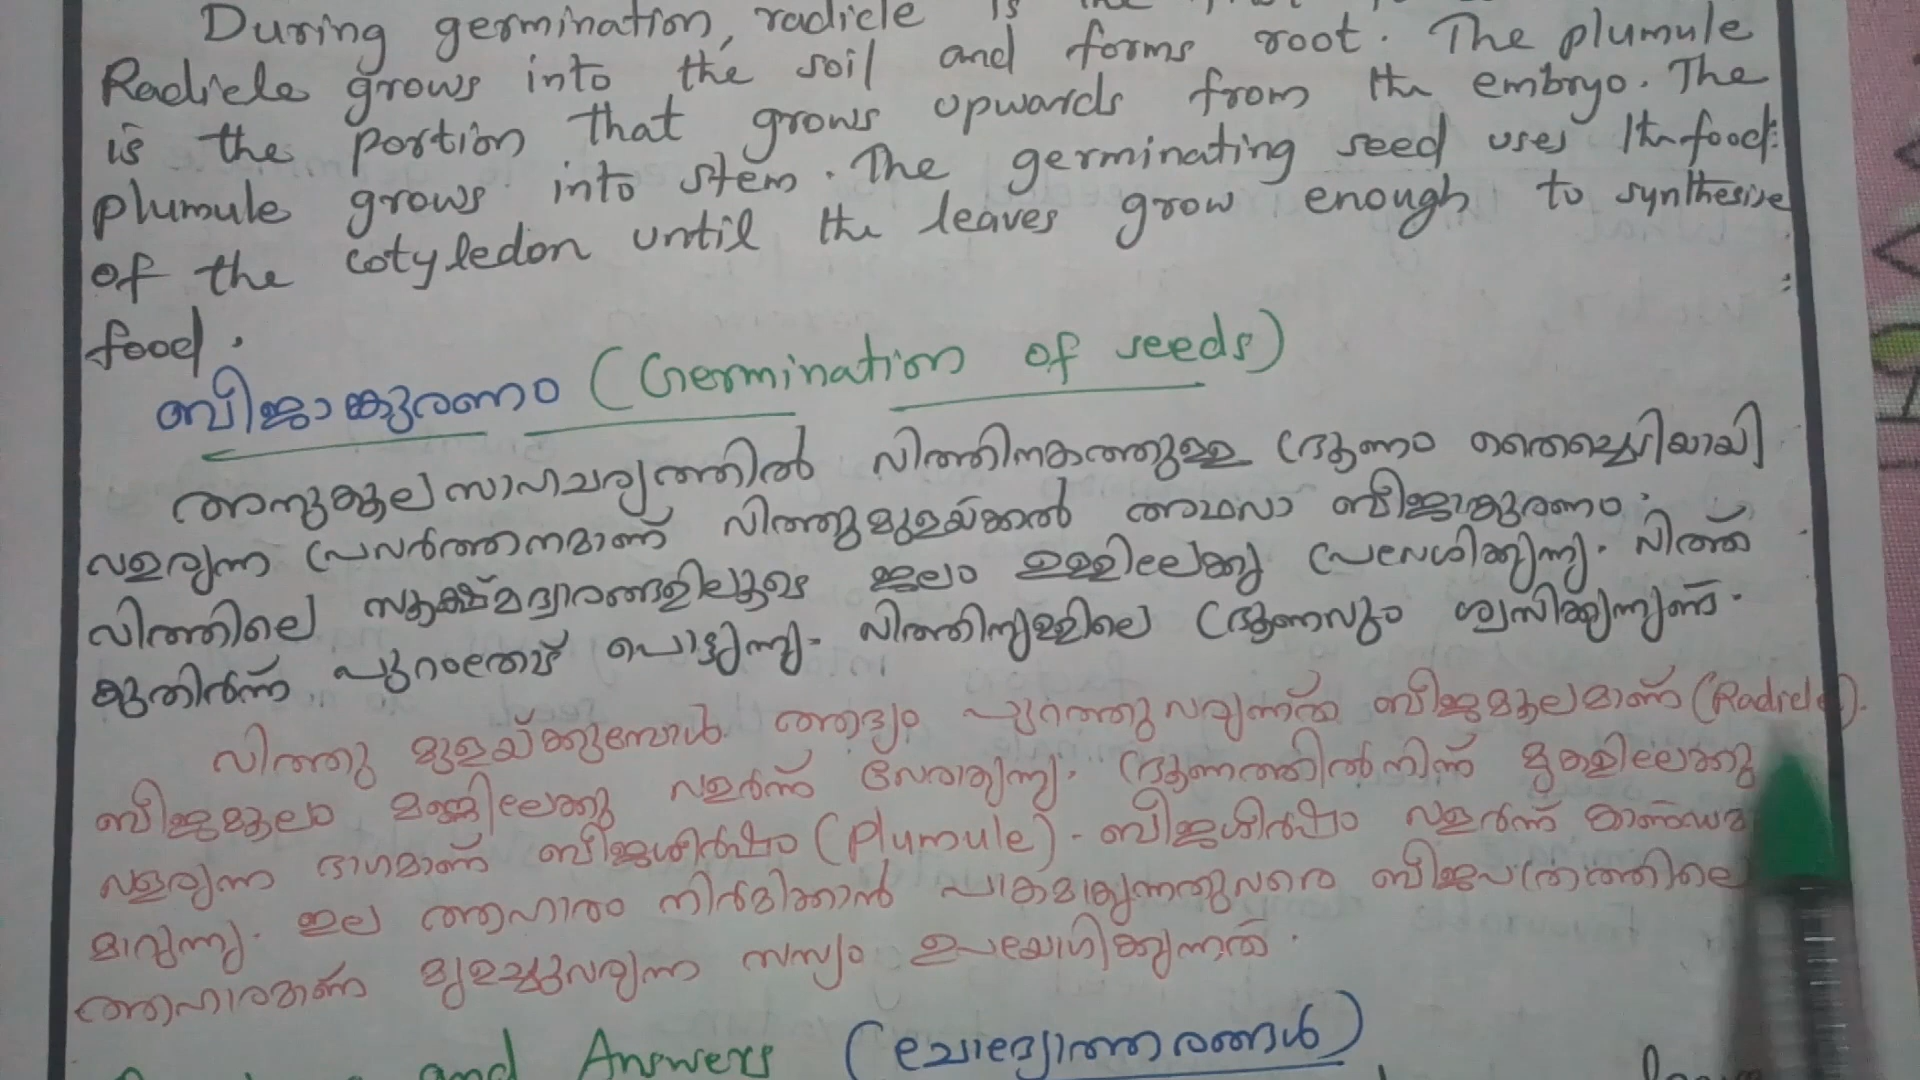 During germination, radicle is
Radicle grows into the soil and forms root. The plumule
is the portion that grows upwards from the embryo. The
plumule grows into stem. The germinating seed uses the food
of the cotyledon until the leaves grow enough to synthesise
food.
ബീജാങ്കുരണം (Germination of seeds)
അനുകൂലസാഹചര്യത്തിൽ വിത്തിനകത്തുള്ള ഭ്രൂണം തൈച്ചെടിയായി
വളരുന്ന പ്രവർത്തനമാണ് വിത്തുമുളയ്ക്കൽ അഥവാ ബീജാങ്കുരണം.
വിത്തിലെ സൂക്ഷ്മദ്വാരങ്ങളിലൂടെ ജലം ഉള്ളിലേക്കു പ്രവേശിക്കുന്നു. വിത്ത്
കുതിർന്ന് പുറംതോട് പൊട്ടുന്നു. വിത്തിനുള്ളിലെ ഭ്രൂണവും ശ്വസിക്കുന്നുണ്ട്.
വിത്തു മുളയ്ക്കുമ്പോൾ ആദ്യം പുറത്തുവരുന്നത് ബീജമൂലമാണ് (Radicle).
ബീജമൂലം മണ്ണിലേക്കു വളർന്ന് വേരാകുന്നു. ഭ്രൂണത്തിൽനിന്ന് മുകളിലേക്കു
വളരുന്ന ഭാഗമാണ് ബീജശീർഷം (Plumule). ബീജശീർഷം വളർന്ന് കാണ്ഡമ
മാവുന്നു. ഇല ആഹാരം നിർമിക്കാൻ പാകമാകുന്നതുവരെ ബീജപത്രത്തിലെ
ആഹാരമാണ് മുളച്ചുവരുന്ന സസ്യം ഉപയോഗിക്കുന്നത്.
and Answers (ചോദ്യോത്തരങ്ങൾ)